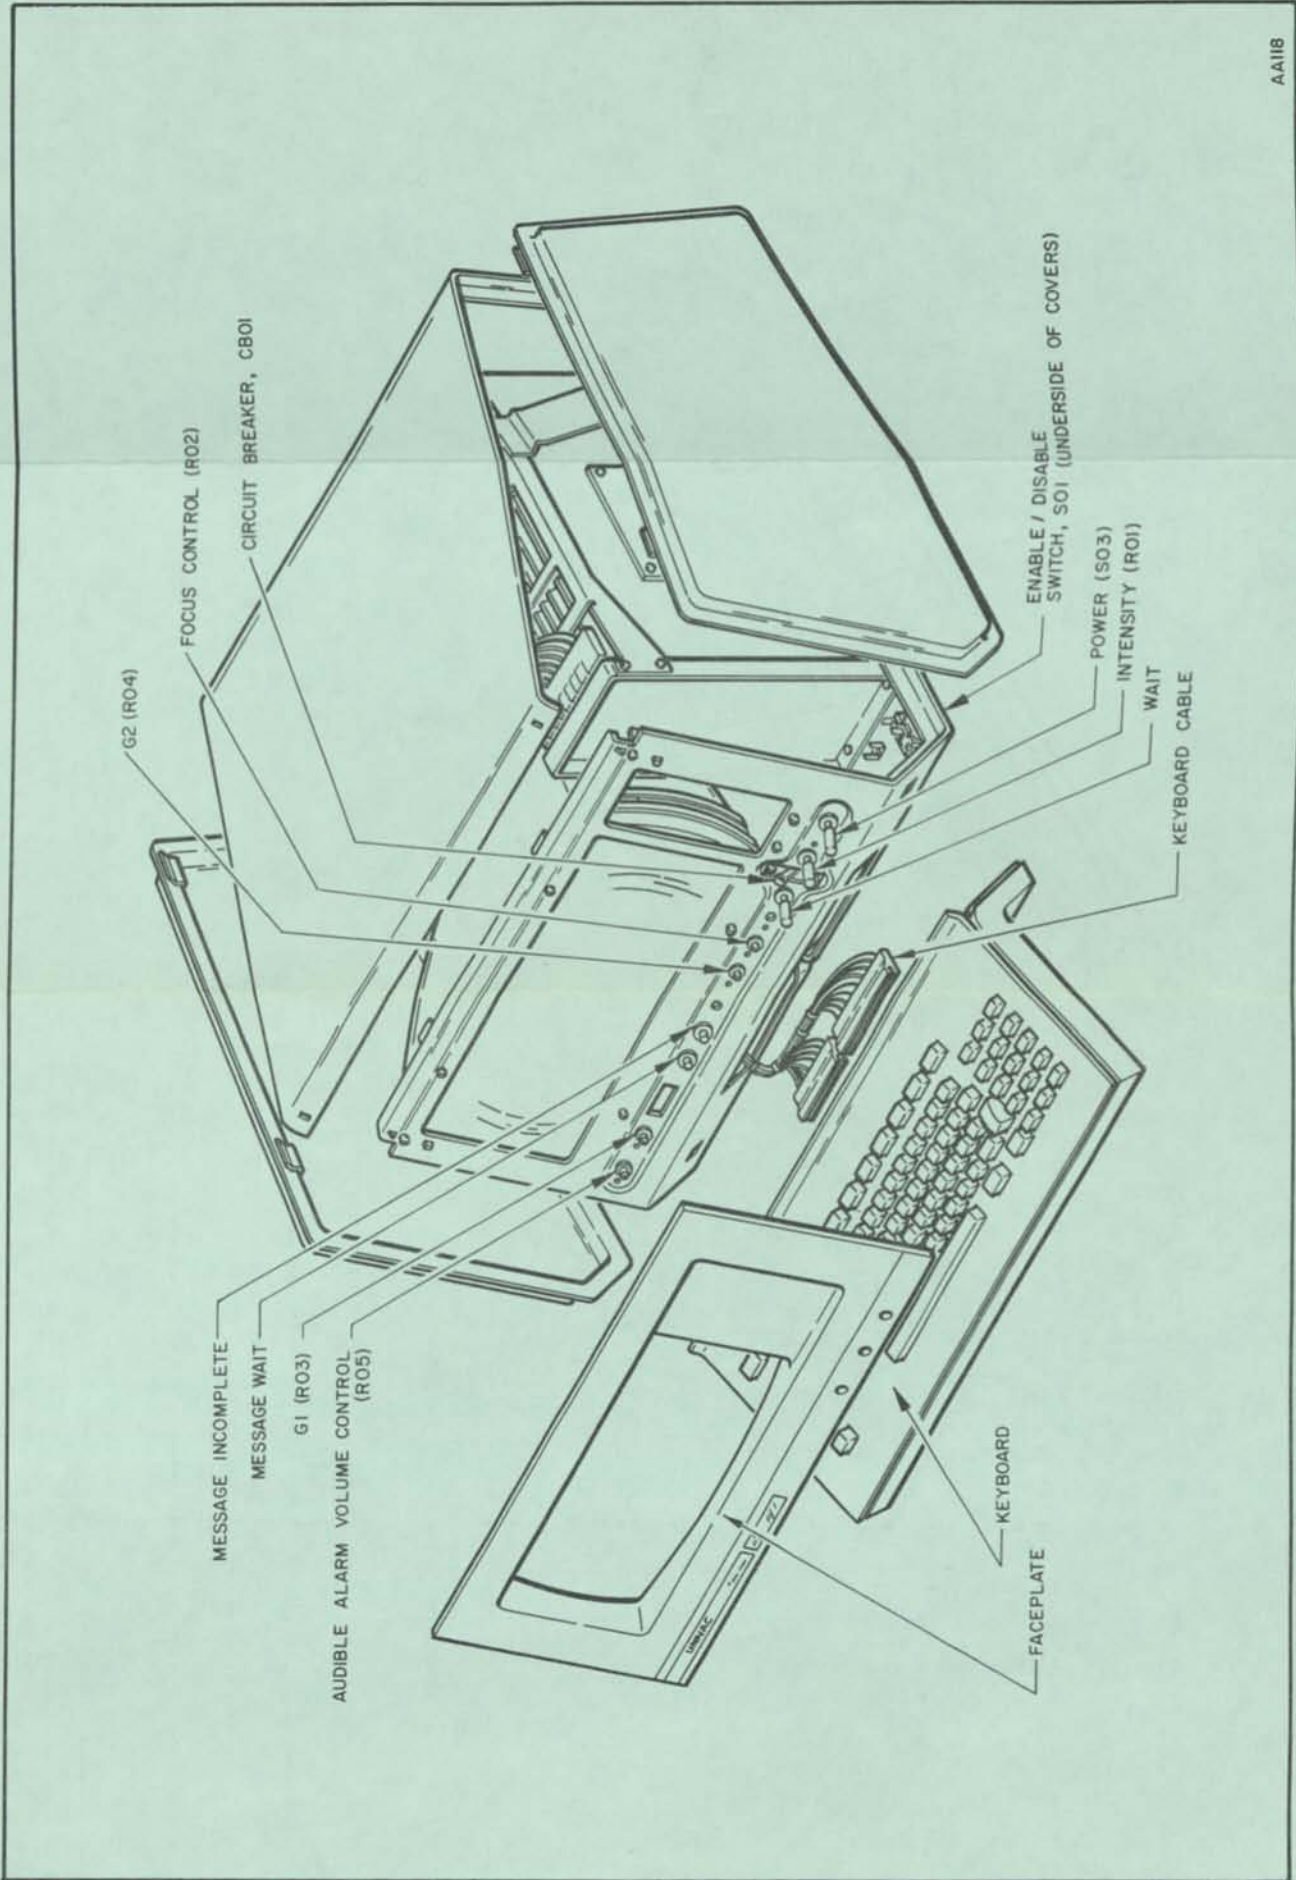 G2 (R04)
FOCUS CONTROL (R02)
CIRCUIT BREAKER, CB01
MESSAGE INCOMPLETE
MESSAGE WAIT
G1 (R03)
AUDIBLE ALARM VOLUME CONTROL
(R05)
ENABLE / DISABLE
SWITCH, S01 (UNDERSIDE OF COVERS)
POWER (S03)
INTENSITY (R01)
WAIT
KEYBOARD CABLE
UNIVAC
KEYBOARD
FACEPLATE
AA118